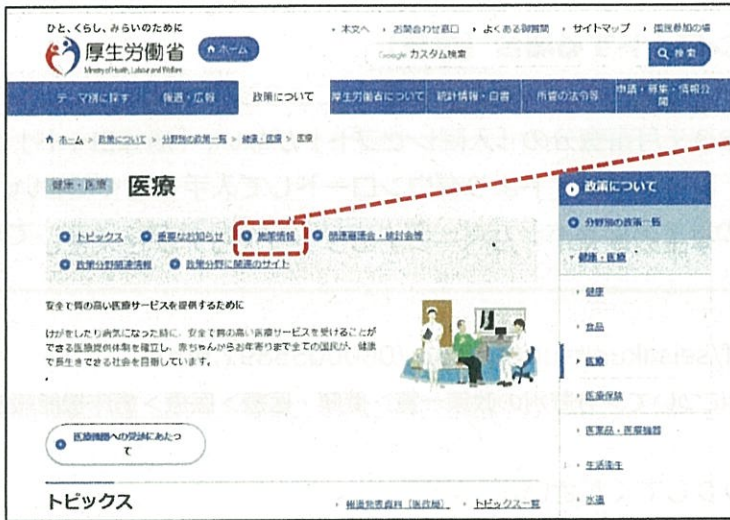 ひと、くらし、みらいのために
厚生労働省
Ministry of Health, Labour and Welfare
ホーム
本文へ
お問合わせ窓口
よくある御質問
サイトマップ
国民参加の場
Google カスタム検索
検索
テーマ別に探す
報道・広報
政策について
厚生労働省について
統計情報・白書
所管の法令等
申請・募集・情報公
開
ホーム > 政策について > 分野別の政策一覧 > 健康・医療 > 医療
健康・医療
医療
トピックス
重要なお知らせ
施策情報
関連審議会・検討会等
政策分野関連情報
政策分野に関連のサイト
安全で質の高い医療サービスを提供するために
けがをしたり病気になった時に、安全で質の高い医療サービスを受けることが
できる医療提供体制を確立し、赤ちゃんからお年寄りまで全ての国民が、健康
で長生きできる社会を目指しています。
医療機関への受診にあたっ
て
トピックス
報道発表資料（医政局）
トピックス一覧
政策について
分野別の政策一覧
健康・医療
健康
食品
医療
医療保険
医薬品・医療機器
生活衛生
水道